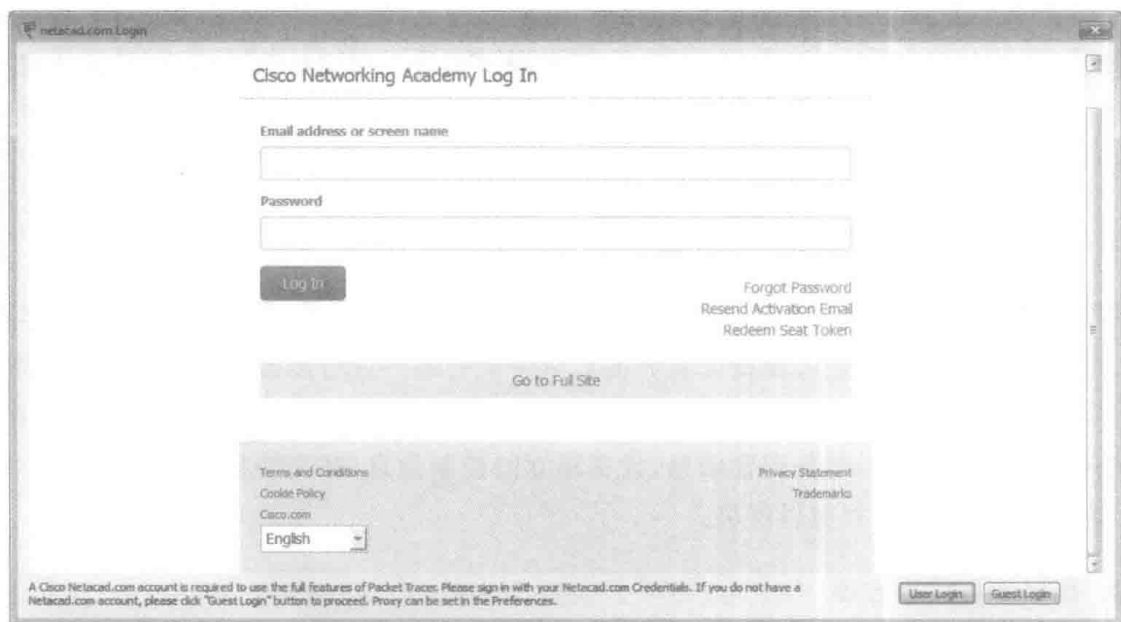 netacad.com Login
Cisco Networking Academy Log In
Email address or screen name
Password
Log In
Forgot Password
Resend Activation Email
Redeem Seat Token
Go to Full Site
Terms and Conditions
Privacy Statement
Cookie Policy
Trademarks
Cisco.com
English
A Cisco Netacad.com account is required to use the full features of Packet Tracer. Please sign in with your Netacad.com Credentials. If you do not have a
Netacad.com account, please click "Guest Login" button to proceed. Proxy can be set in the Preferences.
User Login
Guest Login